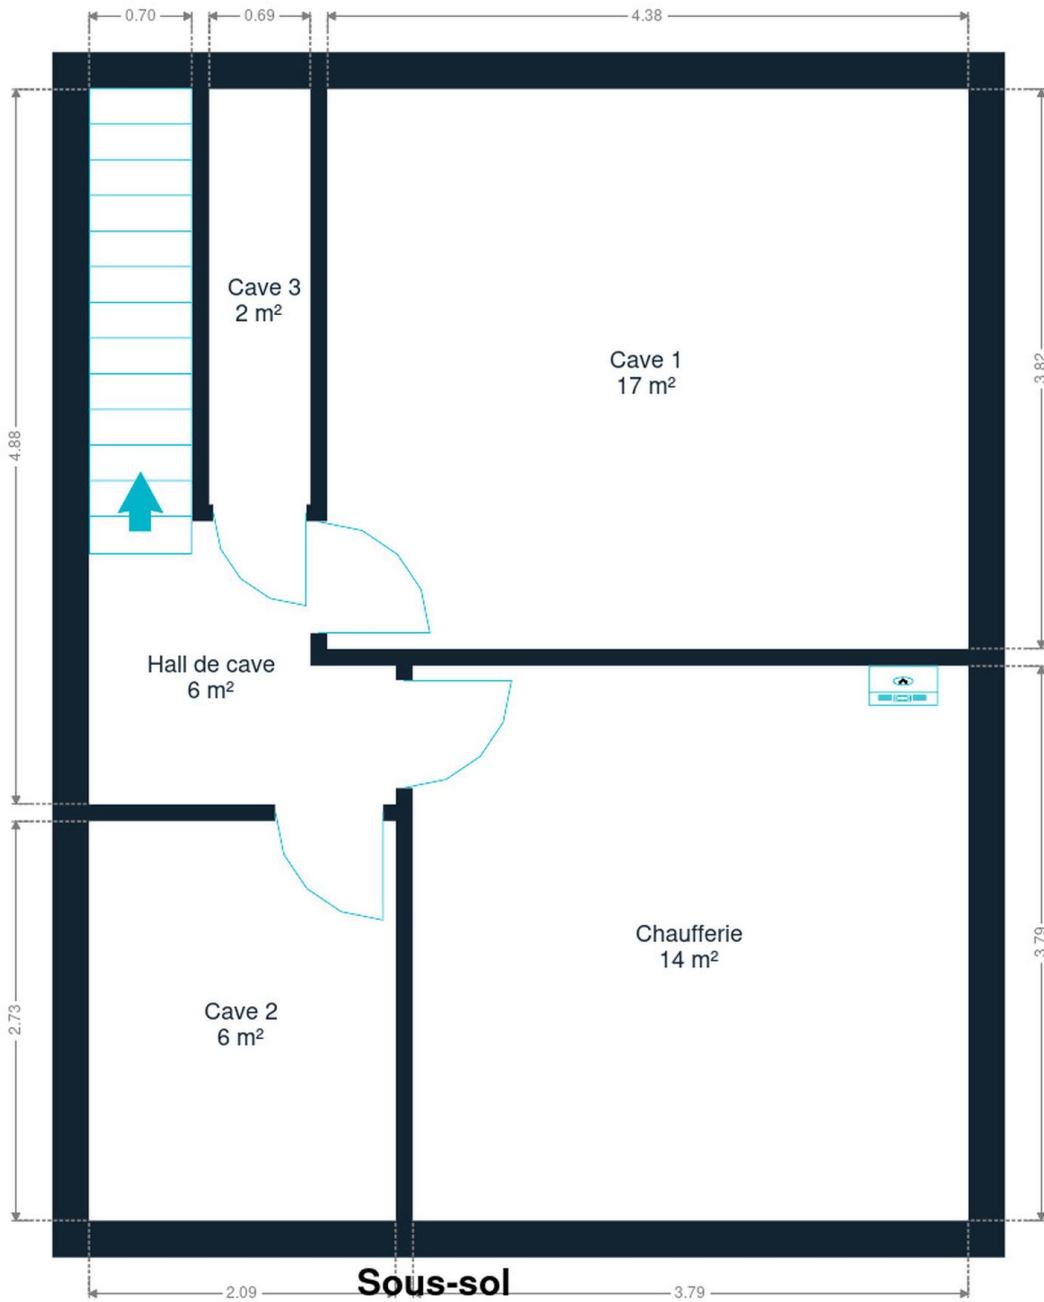 0.70
0.69
4.38
Cave 3
2 m²
Cave 1
17 m²
3.82
4.88
Hall de cave
6 m²
Chaufferie
14 m²
3.79
Cave 2
6 m²
2.73
Sous-sol
2.09
3.79